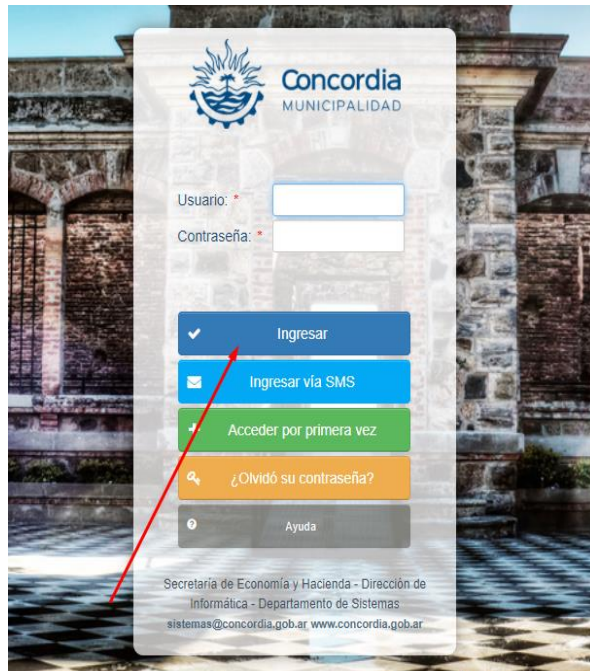 Concordia
MUNICIPALIDAD
Usuario: *
Contraseña: *
Ingresar
Ingresar vía SMS
Acceder por primera vez
¿Olvidó su contraseña?
Ayuda
Secretaría de Economía y Hacienda - Dirección de
Informática - Departamento de Sistemas
sistemas@concordia.gob.ar www.concordia.gob.ar